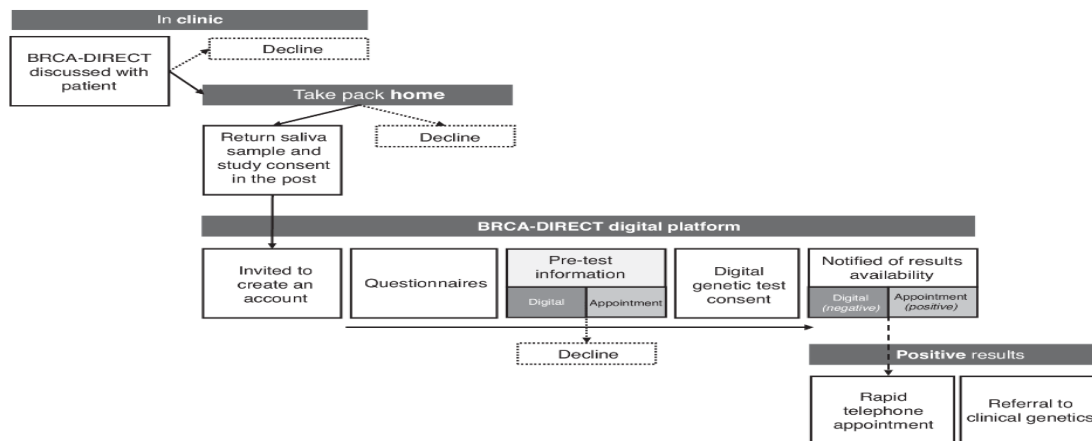 In clinic
BRCA-DIRECT
discussed with
patient
Decline
Take pack home
Return saliva
sample and
study consent
in the post
Decline
BRCA-DIRECT digital platform
Invited to
create an
account
Questionnaires
Pre-test
information
Digital
Appointment
Digital
genetic test
consent
Notified of results
availability
Digital
(negative)
Appointment
(positive)
Decline
Positive results
Rapid
telephone
appointment
Referral to
clinical genetics